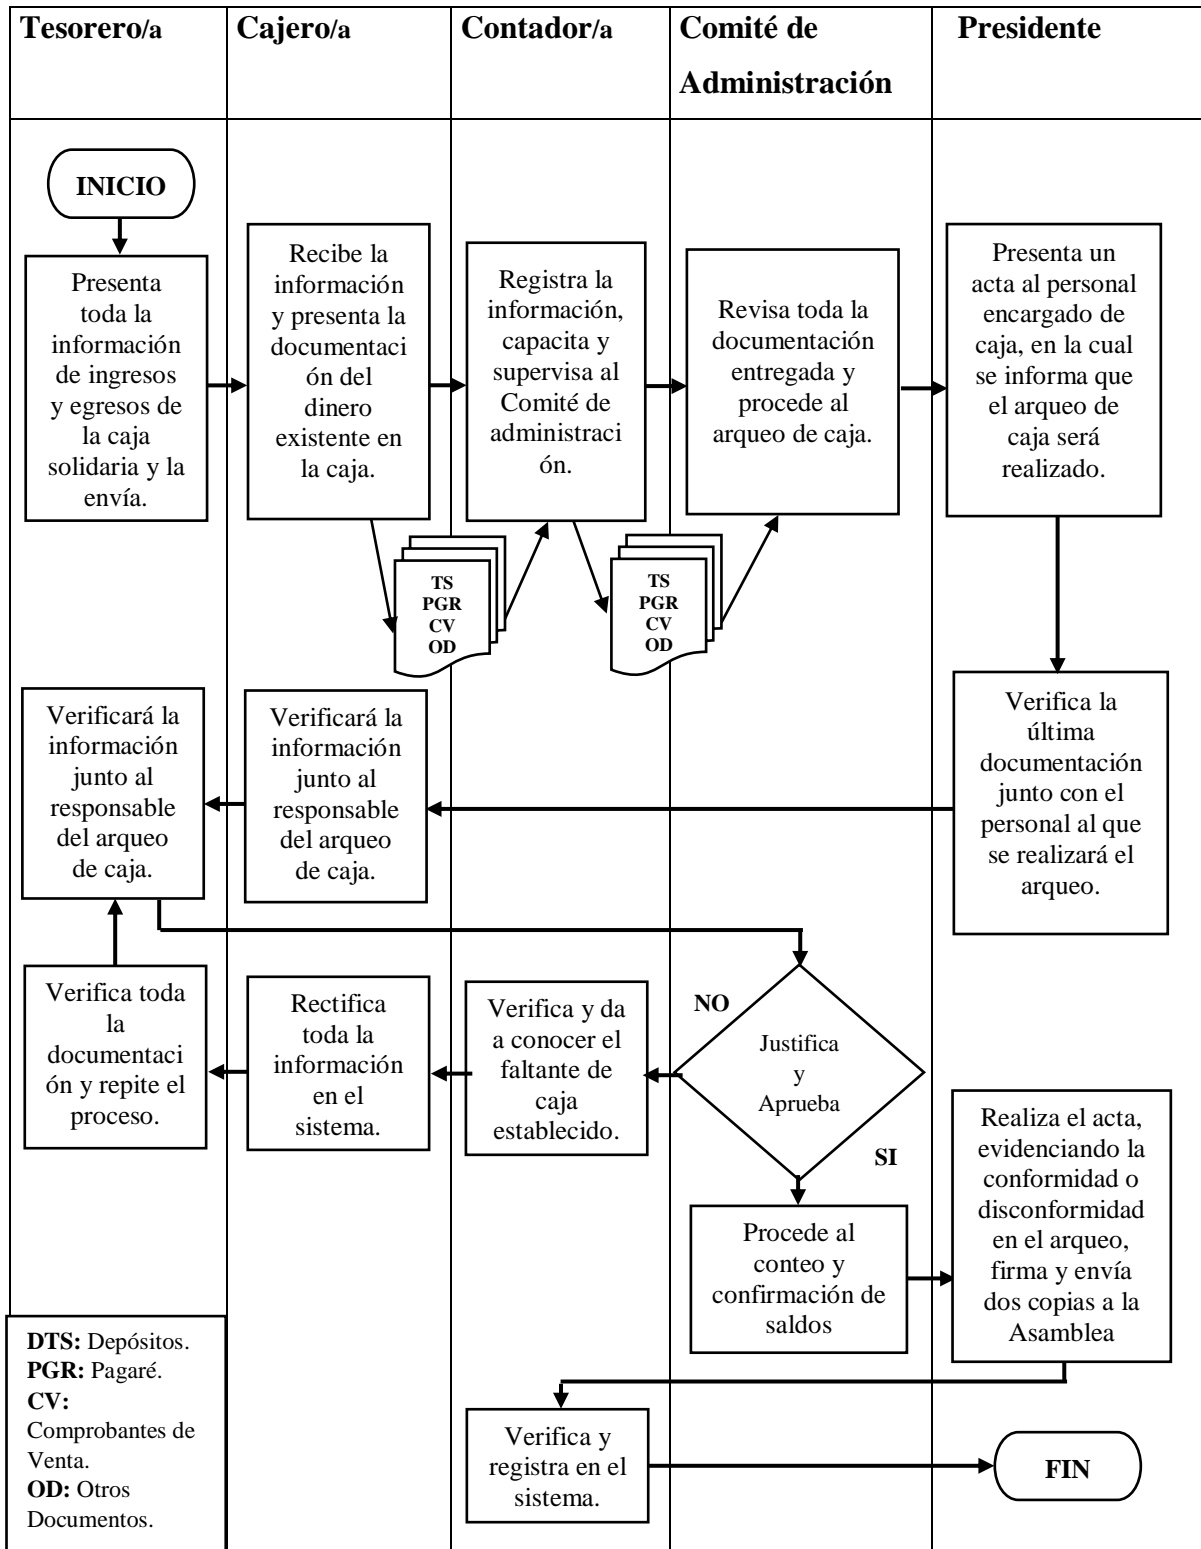 Tesorero/a
Cajero/a
Contador/a
Comité de
Administración
Presidente
INICIO
Presenta
toda la
información
de ingresos
y egresos de
la caja
solidaria y la
envía.
Recibe la
información
y presenta la
documentaci
ón del
dinero
existente en
la caja.
Registra la
información,
capacita y
supervisa al
Comité de
administraci
ón.
Revisa toda la
documentación
entregada y
procede al
arqueo de caja.
Presenta un
acta al personal
encargado de
caja, en la cual
se informa que
el arqueo de
caja será
realizado.
TS
PGR
CV
OD
TS
PGR
CV
OD
Verificará la
información
junto al
responsable
del arqueo
de caja.
Verificará la
información
junto al
responsable
del arqueo
de caja.
Verifica la
última
documentación
junto con el
personal al que
se realizará el
arqueo.
Verifica toda
la
documentaci
ón y repite el
proceso.
Rectifica
toda la
información
en el
sistema.
Verifica y da
a conocer el
faltante de
caja
establecido.
NO
Justifica
y
Aprueba
SI
Procede al
conteo y
confirmación de
saldos
Realiza el acta,
evidenciando la
conformidad o
disconformidad
en el arqueo,
firma y envía
dos copias a la
Asamblea
DTS: Depósitos.
PGR: Pagaré.
CV:
Comprobantes de
Venta.
OD: Otros
Documentos.
Verifica y
registra en el
sistema.
FIN